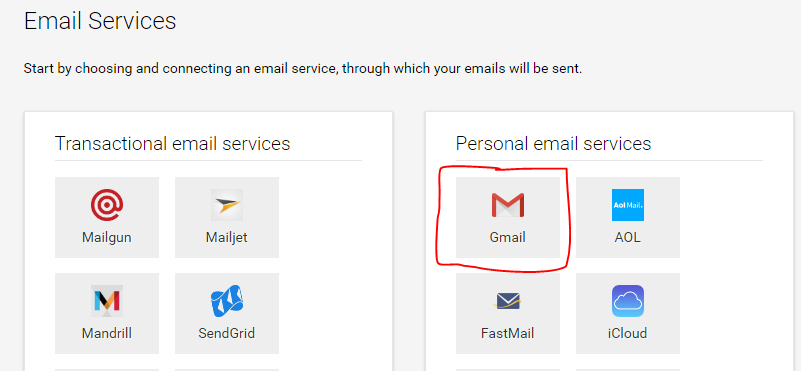 Email Services
Start by choosing and connecting an email service, through which your emails will be sent.
Transactional email services
Mailgun
Mailjet
Mandrill
SendGrid
Personal email services
Gmail
Aol Mail.
AOL
FastMail
iCloud